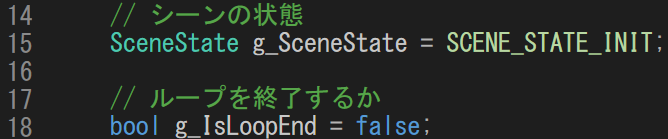 14 // シーンの状態
15 SceneState g_SceneState = SCENE_STATE_INIT;
16
17 // ループを終了するか
18 bool g_IsLoopEnd = false;